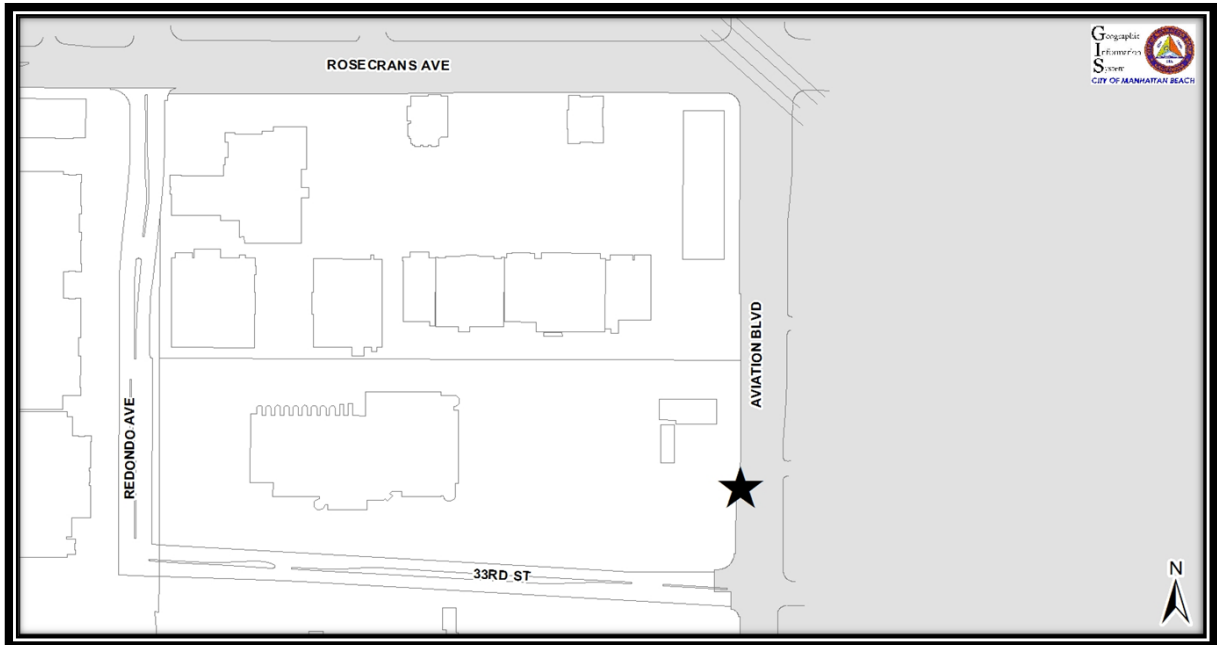 ROSECRANS AVE
Geographic
Information
System
CITY OF MANHATTAN BEACH
AVIATION BLVD
REDONDO AVE
33RD ST
N